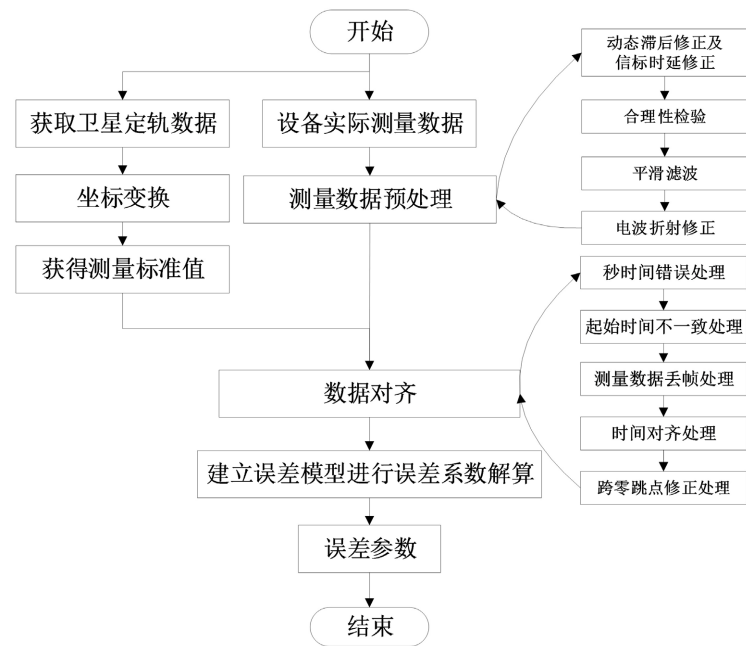 开始
获取卫星定轨数据
设备实际测量数据
坐标变换
测量数据预处理
获得测量标准值
数据对齐
建立误差模型进行误差系数解算
误差参数
结束
动态滞后修正及
信标时延修正
合理性检验
平滑滤波
电波折射修正
秒时间错误处理
起始时间不一致处理
测量数据丢帧处理
时间对齐处理
跨零跳点修正处理